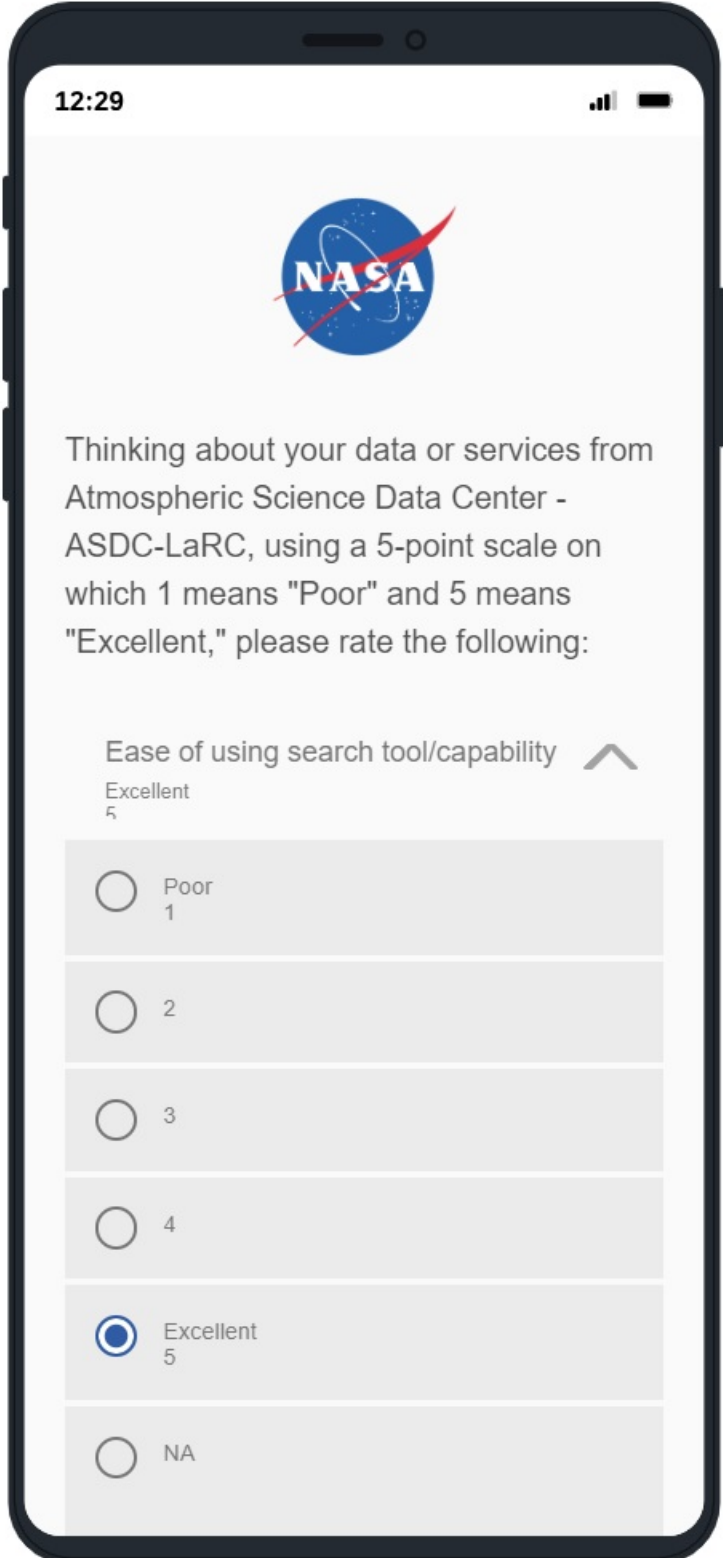 12:29
NASA
Thinking about your data or services from
Atmospheric Science Data Center -
ASDC-LaRC, using a 5-point scale on
which 1 means "Poor" and 5 means
"Excellent," please rate the following:
Ease of using search tool/capability
Excellent
5
Poor
1
2
3
4
Excellent
5
NA